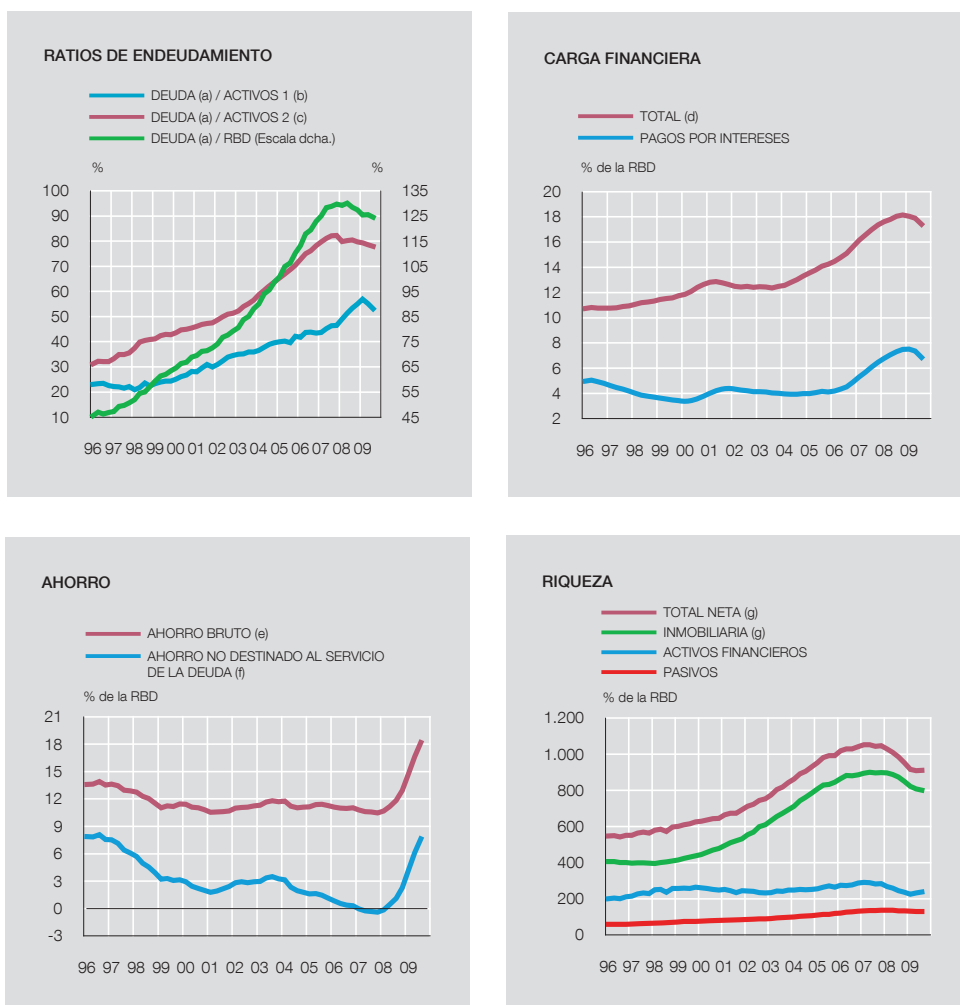 RATIOS DE ENDEUDAMIENTO
DEUDA (a) / ACTIVOS 1 (b)
DEUDA (a) / ACTIVOS 2 (c)
DEUDA (a) / RBD (Escala dcha.)
% %
100 135
90 125
80 115
70 105
60 95
50 85
40 75
30 65
20 55
10 45
96 97 98 99 00 01 02 03 04 05 06 07 08 09
CARGA FINANCIERA
TOTAL (d)
PAGOS POR INTERESES
% de la RBD
20
18
16
14
12
10
8
6
4
2
96 97 98 99 00 01 02 03 04 05 06 07 08 09
AHORRO
AHORRO BRUTO (e)
AHORRO NO DESTINADO AL SERVICIO
DE LA DEUDA (f)
% de la RBD
21
18
15
12
9
6
3
0
-3
96 97 98 99 00 01 02 03 04 05 06 07 08 09
RIQUEZA
TOTAL NETA (g)
INMOBILIARIA (g)
ACTIVOS FINANCIEROS
PASIVOS
% de la RBD
1.200
1.000
800
600
400
200
0
96 97 98 99 00 01 02 03 04 05 06 07 08 09